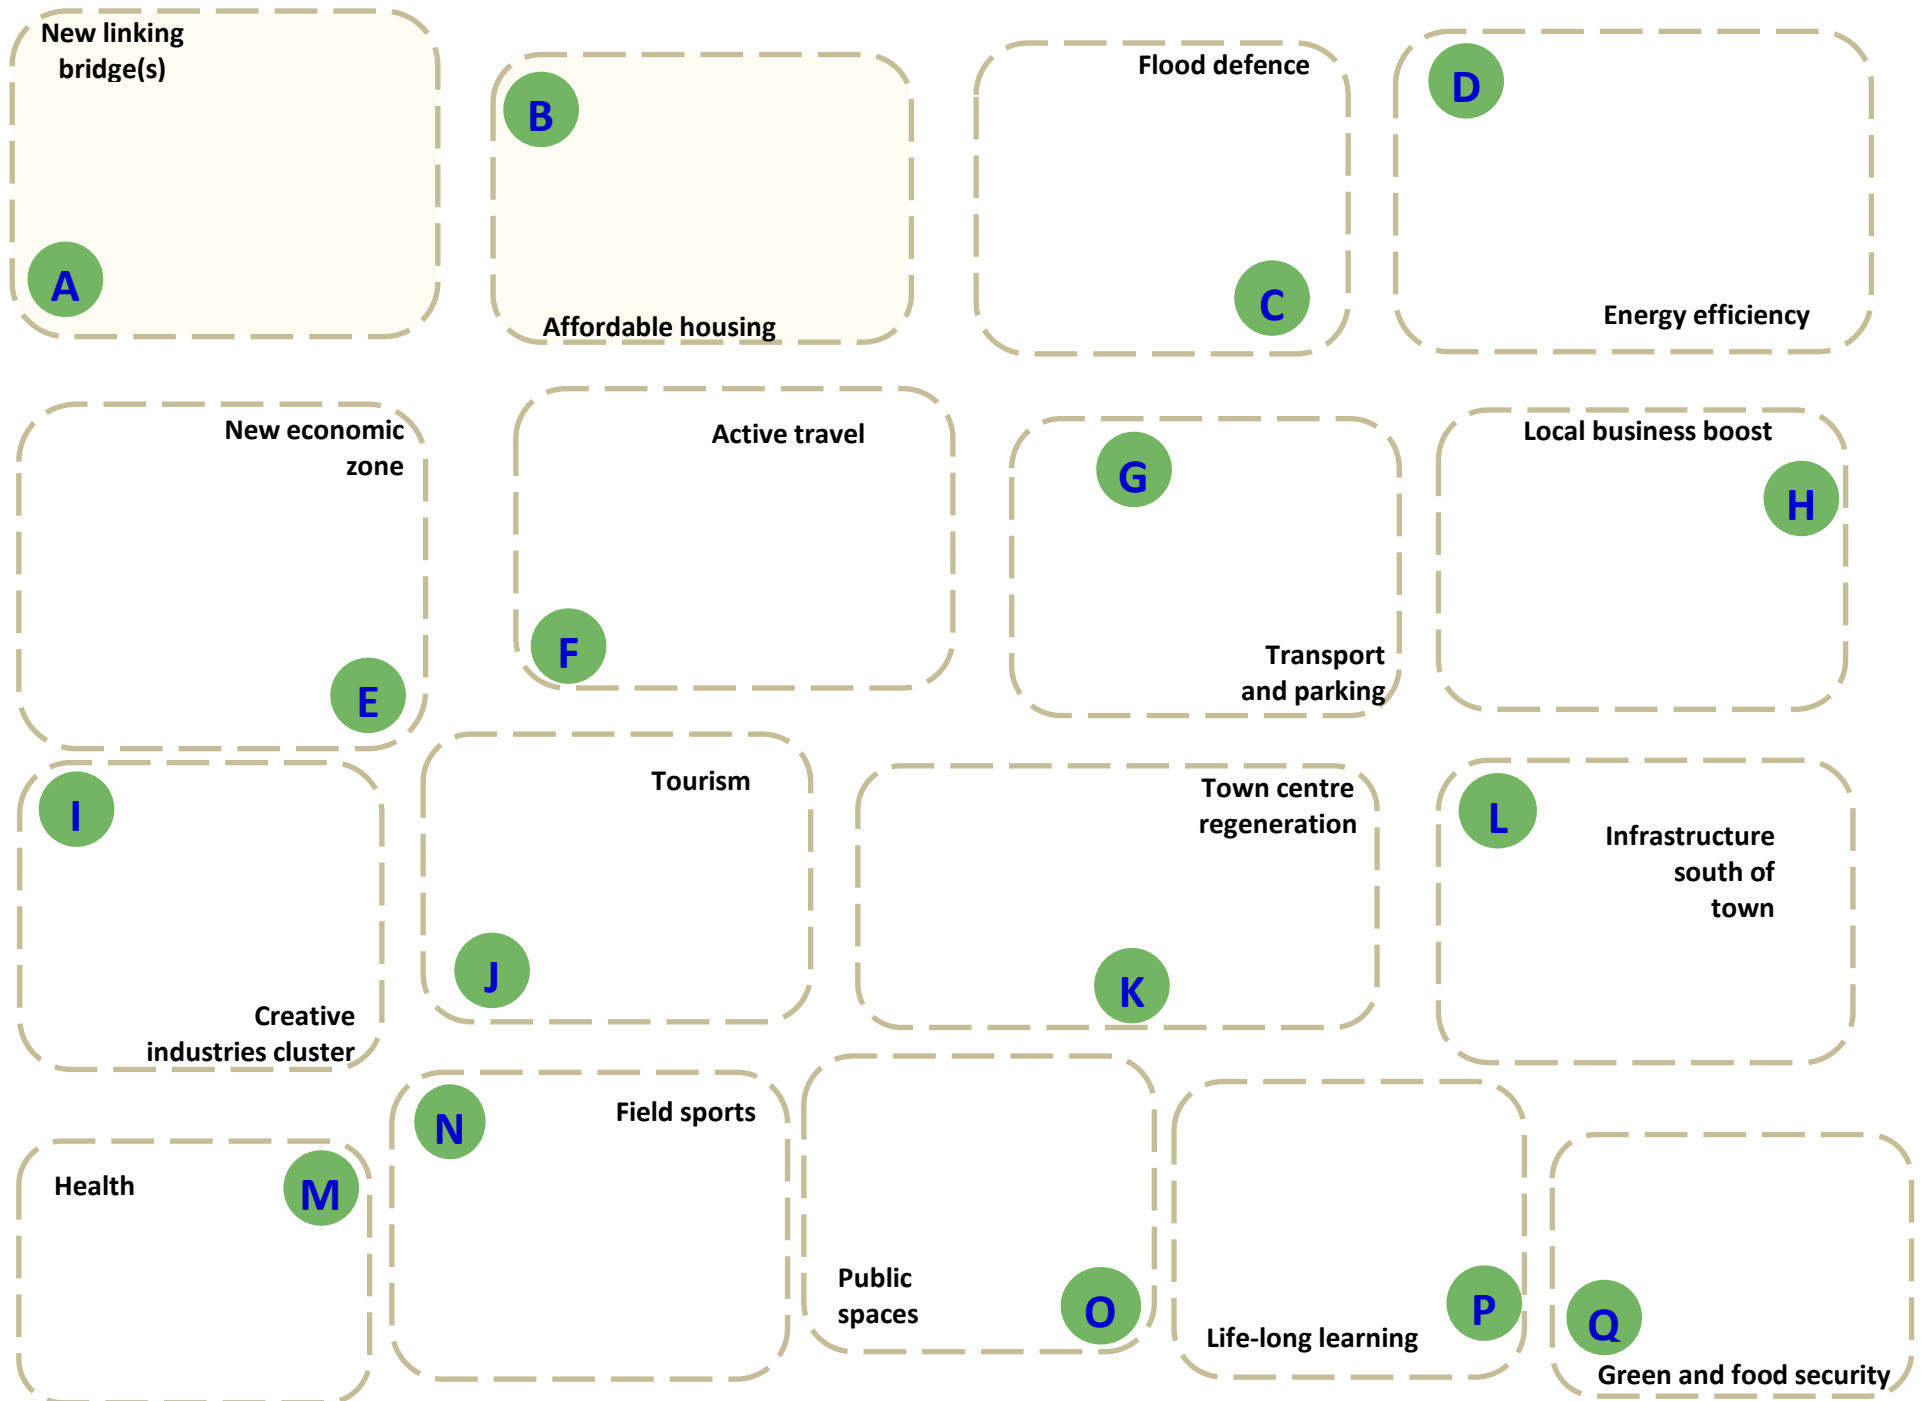 New linking
bridge(s)
A
B
Affordable housing
Flood defence
C
D
Energy efficiency
New economic
zone
E
Active travel
F
G
Transport
and parking
Local business boost
H
I
Creative
industries cluster
Tourism
J
Town centre
regeneration
K
L
Infrastructure
south of
town
Health
M
N
Field sports
Public
spaces
O
P
Life-long learning
Q
Green and food security